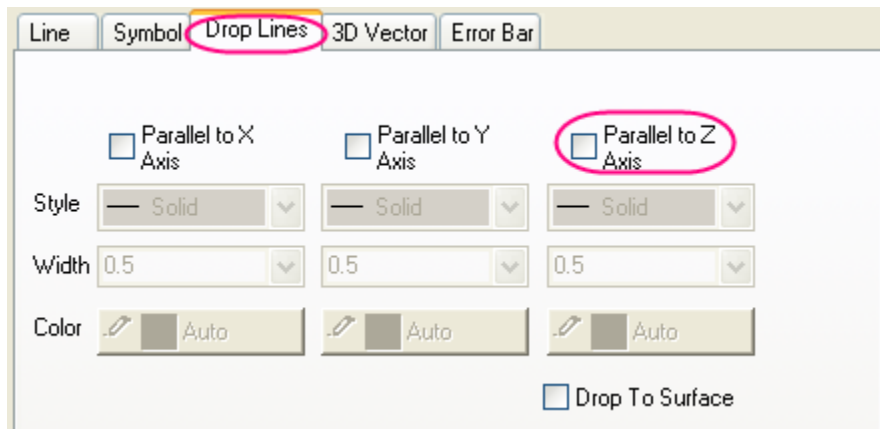 Line Symbol Drop Lines 3D Vector Error Bar
Parallel to X Axis Parallel to Y Axis Parallel to Z Axis
Style Solid Solid Solid
Width 0.5 0.5 0.5
Color Auto Auto Auto
Drop To Surface